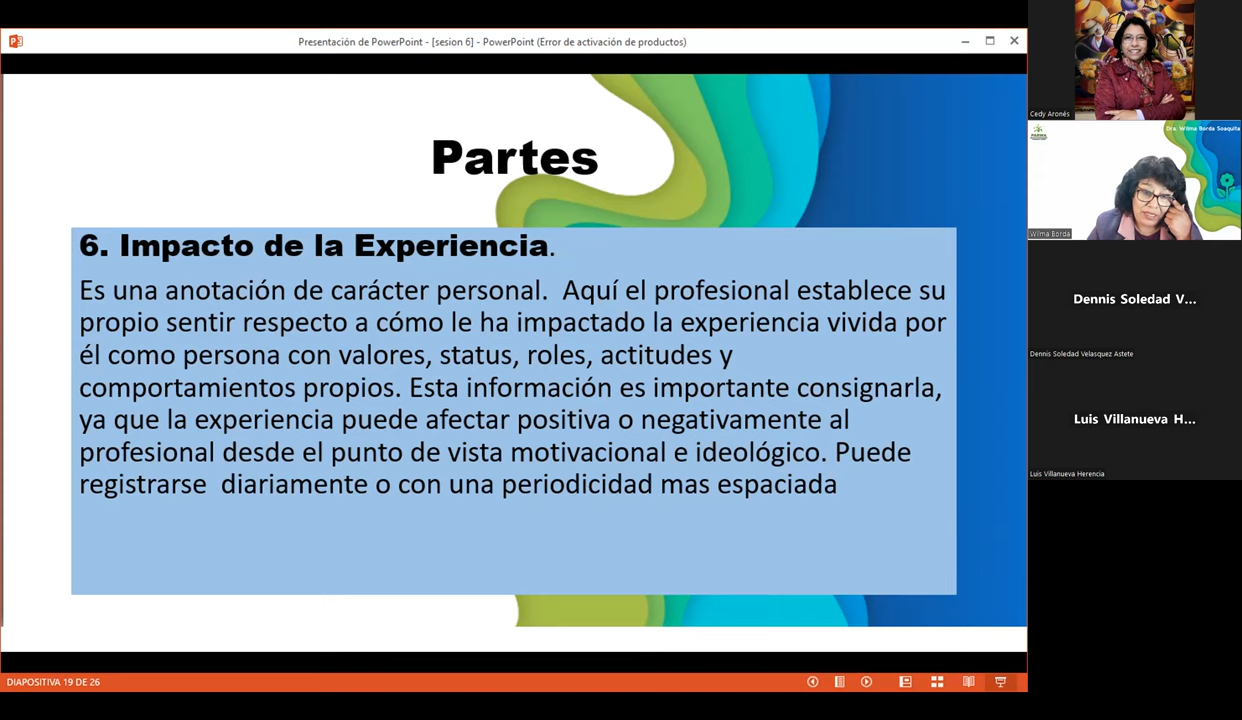 Presentación de PowerPoint - [sesion 6] - PowerPoint (Error de activación de productos)
Partes
6. Impacto de la Experiencia.
Es una anotación de carácter personal.  Aquí el profesional establece su
propio sentir respecto a cómo le ha impactado la experiencia vivida por
él como persona con valores, status, roles, actitudes y
comportamientos propios. Esta información es importante consignarla,
ya que la experiencia puede afectar positiva o negativamente al
profesional desde el punto de vista motivacional e ideológico. Puede
registrarse  diariamente o con una periodicidad mas espaciada
DIAPOSITIVA 19 DE 26
Cedy Aronés
Dra. Wilma Borda Soaquita
Wilma Borda
Dennis Soledad V...
Dennis Soledad Velasquez Astete
Luis Villanueva H...
Luis Villanueva Herencia